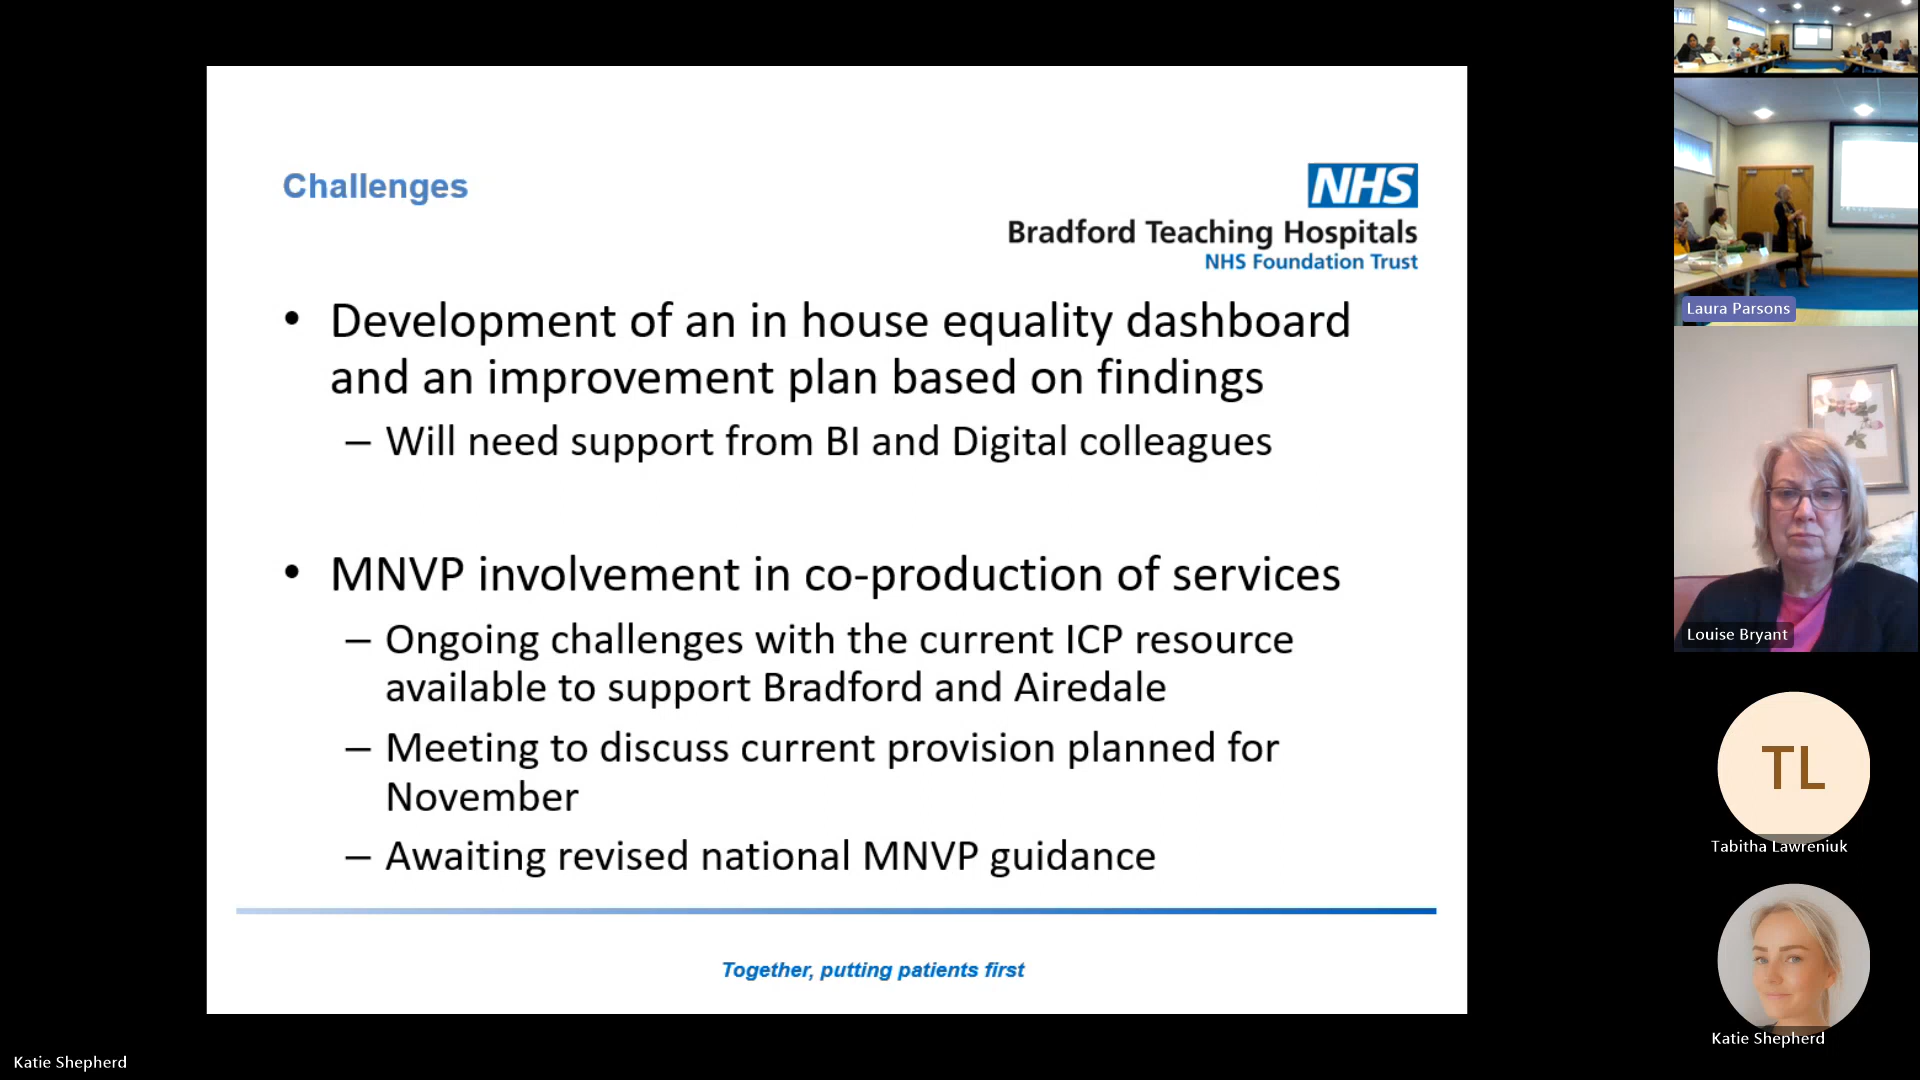 Challenges
NHS
Bradford Teaching Hospitals
NHS Foundation Trust
• Development of an in house equality dashboard
and an improvement plan based on findings
– Will need support from BI and Digital colleagues
• MNVP involvement in co-production of services
– Ongoing challenges with the current ICP resource
available to support Bradford and Airedale
– Meeting to discuss current provision planned for
November
– Awaiting revised national MNVP guidance
Together, putting patients first
Laura Parsons
Louise Bryant
TL
Tabitha Lawreniuk
Katie Shepherd
Katie Shepherd